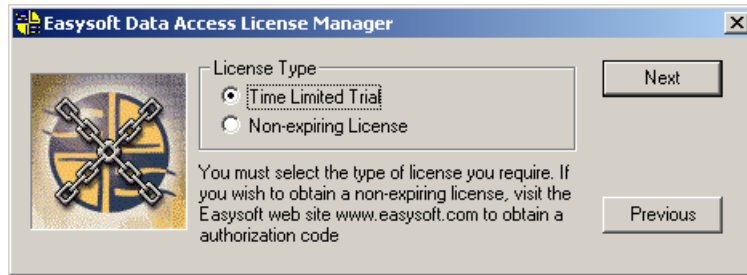 Easysoft Data Access License Manager
License Type
Time Limited Trial
Non-expiring License
Next
You must select the type of license you require. If
you wish to obtain a non-expiring license, visit the
Easysoft web site www.easysoft.com to obtain a
authorization code
Previous